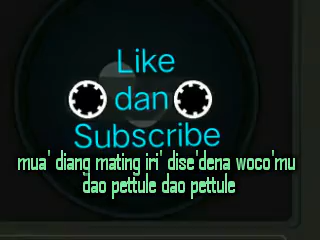 Like
dan
Subscribe
mua' diang mating iri' dise'dena woco'mu
dao pettule dao pettule